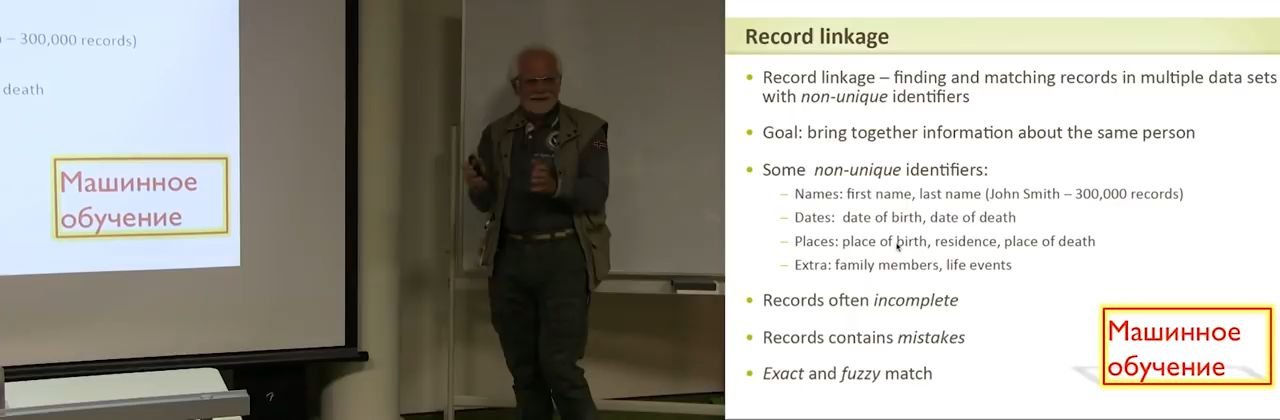 – 300,000 records)
death
Машинное
обучение
Record linkage
Record linkage – finding and matching records in multiple data sets
with non-unique identifiers
Goal: bring together information about the same person
Some non-unique identifiers:
– Names: first name, last name (John Smith – 300,000 records)
– Dates: date of birth, date of death
– Places: place of birth, residence, place of death
– Extra: family members, life events
Records often incomplete
Records contains mistakes
Exact and fuzzy match
Машинное
обучение